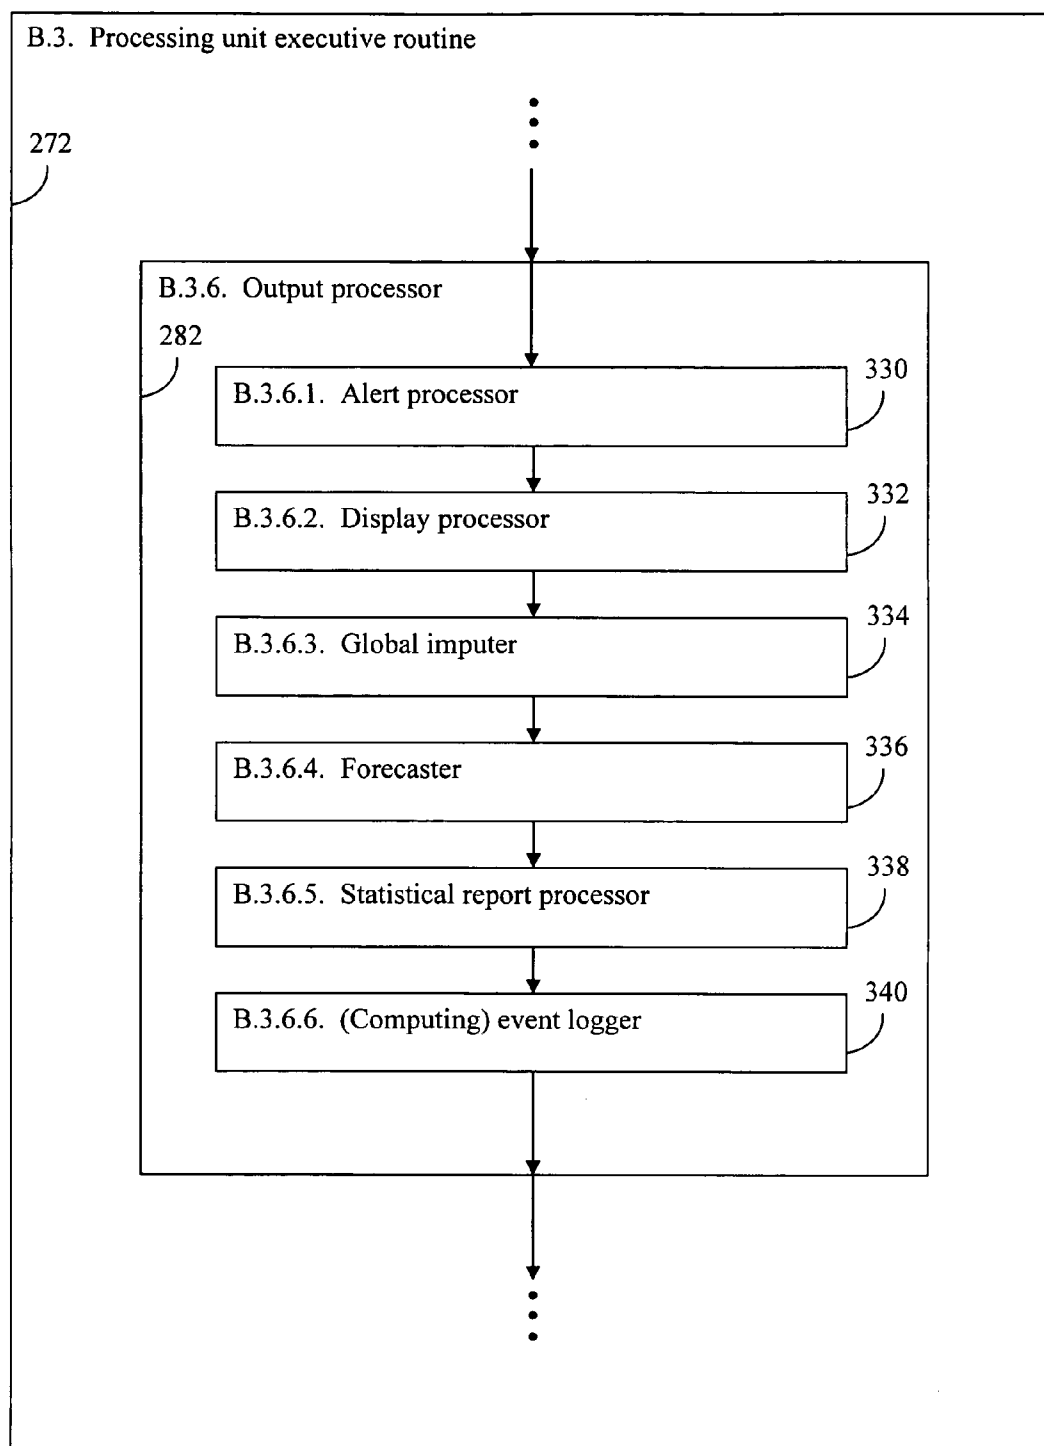 B.3. Processing unit executive routine
272
B.3.6. Output processor
282
B.3.6.1. Alert processor
330
B.3.6.2. Display processor
332
B.3.6.3. Global imputer
334
B.3.6.4. Forecaster
336
B.3.6.5. Statistical report processor
338
B.3.6.6. (Computing) event logger
340